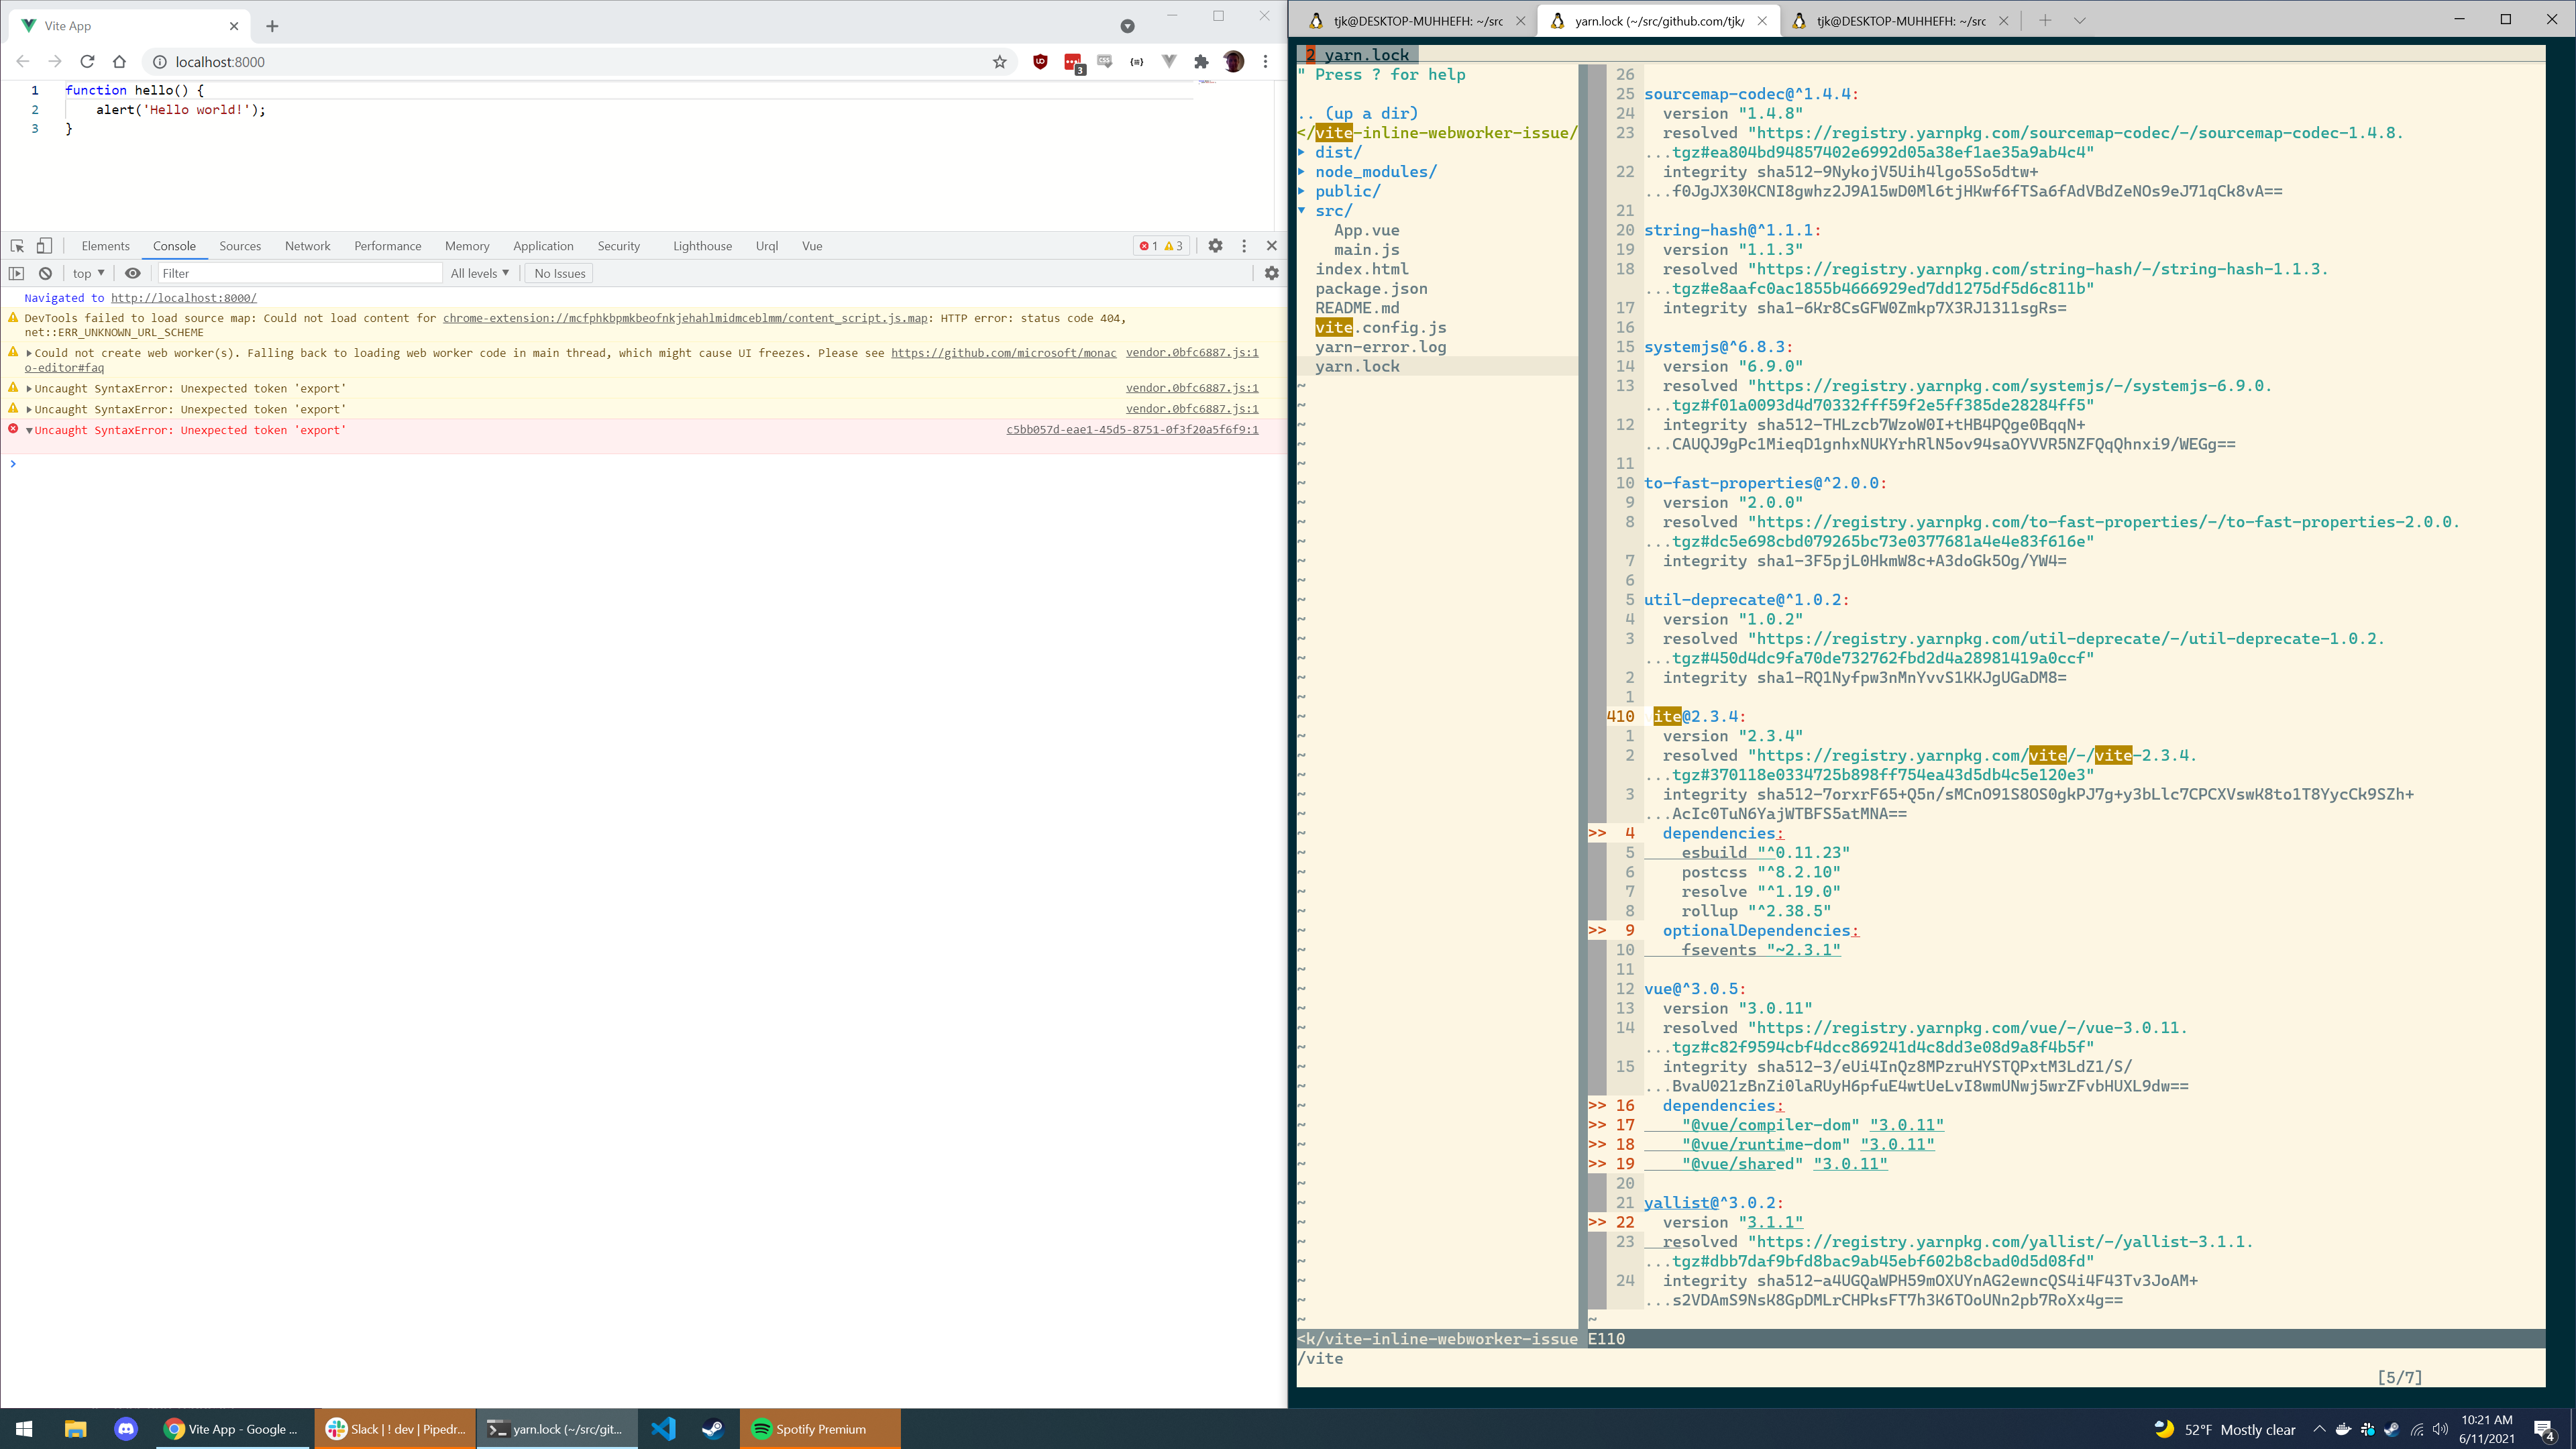 Vite App
localhost:8000
3
1 function hello() {
2 alert('Hello world!');
3 }
Elements Console Sources Network Performance Memory Application Security Lighthouse Urql Vue 1 3
top Filter All levels No Issues
Navigated to http://localhost:8000/
DevTools failed to load source map: Could not load content for chrome-extension://mcfphkbpmkbeofnkjehahlmidmceblmm/content_script.js.map: HTTP error: status code 404,
net::ERR_UNKNOWN_URL_SCHEME
Could not create web worker(s). Falling back to loading web worker code in main thread, which might cause UI freezes. Please see https://github.com/microsoft/monac vendor.0bfc6887.js:1
o-editor#faq
Uncaught SyntaxError: Unexpected token 'export' vendor.0bfc6887.js:1
Uncaught SyntaxError: Unexpected token 'export' vendor.0bfc6887.js:1
Uncaught SyntaxError: Unexpected token 'export' c5bb057d-eae1-45d5-8751-0f3f20a5f6f9:1
tjk@DESKTOP-MUHHEFH: ~/src yarn.lock (~/src/github.com/tjk/ tjk@DESKTOP-MUHHEFH: ~/src
2 yarn.lock
" Press ? for help
.. (up a dir)
</vite-inline-webworker-issue/
dist/
node_modules/
public/
src/
App.vue
main.js
index.html
package.json
README.md
vite.config.js
yarn-error.log
yarn.lock
26
25 sourcemap-codec@^1.4.4:
24 version "1.4.8"
23 resolved "https://registry.yarnpkg.com/sourcemap-codec/-/sourcemap-codec-1.4.8.
...tgz#ea804bd94857402e6992d05a38ef1ae35a9ab4c4"
22 integrity sha512-9NykojV5Uih4lgo5So5dtw+
...f0JgJX30KCNI8gwhz2J9A15wD0Ml6tjHKwf6fTSa6fAdVBdZeNOs9eJ71qCk8vA==
21
20 string-hash@^1.1.1:
19 version "1.1.3"
18 resolved "https://registry.yarnpkg.com/string-hash/-/string-hash-1.1.3.
...tgz#e8aafc0ac1855b4666929ed7dd1275df5d6c811b"
17 integrity sha1-6Kr8CsGFW0Zmkp7X3RJ1311sgRs=
16
15 systemjs@^6.8.3:
14 version "6.9.0"
13 resolved "https://registry.yarnpkg.com/systemjs/-/systemjs-6.9.0.
...tgz#f01a0093d4d70332fff59f2e5ff385de28284ff5"
12 integrity sha512-THLzcb7WzoW0I+tHB4PQge0BqqN+
...CAUQJ9gPc1MieqD1gnhxNUKYrhRlN5ov94saOYVVR5NZFQqQhnxi9/WEGg==
11
10 to-fast-properties@^2.0.0:
9 version "2.0.0"
8 resolved "https://registry.yarnpkg.com/to-fast-properties/-/to-fast-properties-2.0.0.
...tgz#dc5e698cbd079265bc73e0377681a4e4e83f616e"
7 integrity sha1-3F5pjL0HkmW8c+A3doGk5Og/YW4=
6
5 util-deprecate@^1.0.2:
4 version "1.0.2"
3 resolved "https://registry.yarnpkg.com/util-deprecate/-/util-deprecate-1.0.2.
...tgz#450d4dc9fa70de732762fbd2d4a28981419a0ccf"
2 integrity sha1-RQ1Nyfpw3nMnYvvS1KKJgUGaDM8=
1
410 ite@2.3.4:
1 version "2.3.4"
2 resolved "https://registry.yarnpkg.com/vite/-/vite-2.3.4.
...tgz#370118e0334725b898ff754ea43d5db4c5e120e3"
3 integrity sha512-7orxrF65+Q5n/sMCnO91S8OS0gkPJ7g+y3bLlc7CPCXVswK8to1T8YycCk9SZh+
...AcIc0TuN6YajWTBFS5atMNA==
>> 4 dependencies:
5 esbuild "^0.11.23"
6 postcss "^8.2.10"
7 resolve "^1.19.0"
8 rollup "^2.38.5"
>> 9 optionalDependencies:
10 fsevents "~2.3.1"
11
12 vue@^3.0.5:
13 version "3.0.11"
14 resolved "https://registry.yarnpkg.com/vue/-/vue-3.0.11.
...tgz#c82f9594cbf4dcc869241d4c8dd3e08d9a8f4b5f"
15 integrity sha512-3/eUi4InQz8MPzruHYSTQPxtM3LdZ1/S/
...BvaU021zBnZi0laRUyH6pfuE4wtUeLvI8wmUNwj5wrZFvbHUXL9dw==
>> 16 dependencies:
>> 17 "@vue/compiler-dom" "3.0.11"
>> 18 "@vue/runtime-dom" "3.0.11"
>> 19 "@vue/shared" "3.0.11"
20
21 yallist@^3.0.2:
>> 22 version "3.1.1"
23 resolved "https://registry.yarnpkg.com/yallist/-/yallist-3.1.1.
...tgz#dbb7daf9bfd8bac9ab45ebf602b8cbad0d5d08fd"
24 integrity sha512-a4UGQaWPH59mOXUYnAG2ewncQS4i4F43Tv3JoAM+
...s2VDAmS9NsK8GpDMLrCHPksFT7h3K6TOoUNn2pb7RoXx4g==
<k/vite-inline-webworker-issue E110
/vite
[5/7]
Vite App - Google ... Slack | ! dev | Pipedr... yarn.lock (~/src/git... Spotify Premium 52°F Mostly clear 10:21 AM
6/11/2021 4